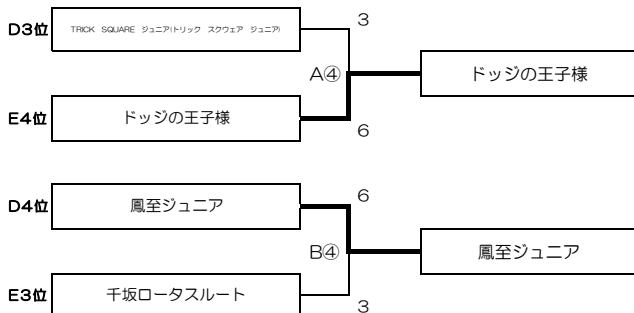 D3位
TRICK SQUARE ジュニア(トリック スクウェア ジュニア)
3
A④
ドッジの王子様
E4位
ドッジの王子様
6
D4位
鳳至ジュニア
6
B④
鳳至ジュニア
E3位
千坂ロータスルート
3